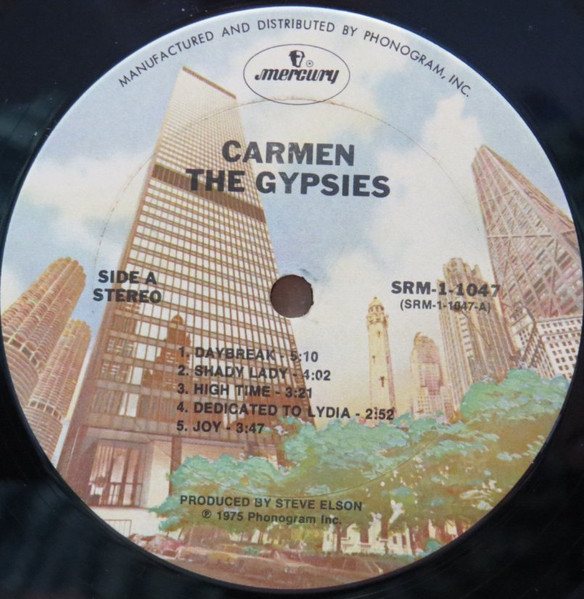 MANUFACTURED AND DISTRIBUTED BY PHONOGRAM, INC.
mercury
CARMEN
THE GYPSIES
SIDE A
STEREO
SRM-1-1047
(SRM-1-1047-A)
1. DAYBREAK - 5:10
2. SHADY LADY - 4:02
3. HIGH TIME - 3:21
4. DEDICATED TO LYDIA - 2:52
5. JOY - 3:47
PRODUCED BY STEVE ELSON
℗ 1975 Phonogram Inc.